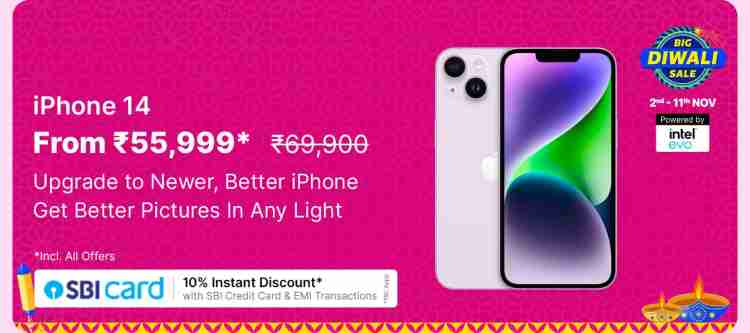 BIG
DIWALI
SALE
2nd - 11th NOV
Powered by
intel
evo
iPhone 14
From ₹55,999* ₹69,900
Upgrade to Newer, Better iPhone
Get Better Pictures In Any Light
*Incl. All Offers
SBI card
10% Instant Discount*
with SBI Credit Card & EMI Transactions
*T&C Apply